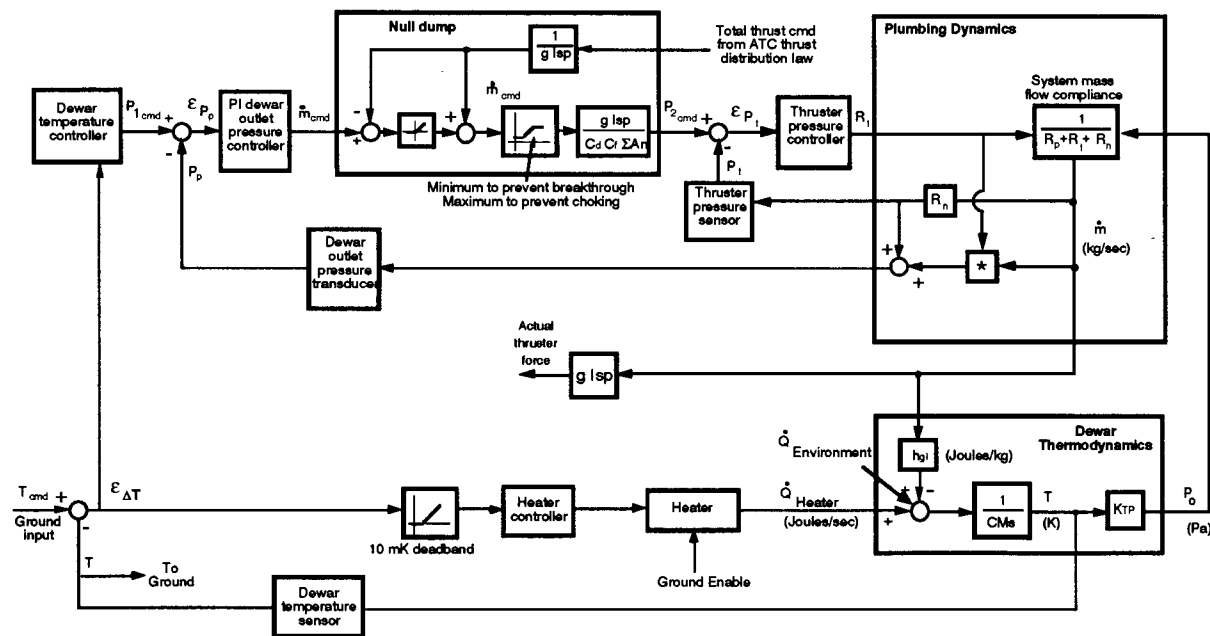 Null dump
1
g Isp
Total thrust cmd
from ATC thrust
distribution law
Plumbing Dynamics
System mass
flow compliance
1
Rp+Rt+ Rn
Dewar
temperature
controller
P1cmd
+
-
εPp
PI dewar
outlet
pressure
controller
ṁcmd
-
+
+
ṁcmd
g Isp
Cd Cf ΣAn
P2cmd
+
-
εPt
Thruster
pressure
controller
Rt
Minimum to prevent breakthrough
Maximum to prevent choking
Pp
Pt
Thruster
pressure
sensor
Rn
ṁ
(kg/sec)
Dewar
outlet
pressure
transducer
+
+
*
Actual
thruster
force
g Isp
Dewar
Thermodynamics
Q̇
Environment
hgl
(Joules/kg)
Tcmd
+
-
Ground
input
εΔT
10 mK deadband
Heater
controller
Heater
Q̇Heater
(Joules/sec)
+
-
+
1
CMs
T
(K)
KTP
Po
(Pa)
T
To
Ground
Ground Enable
Dewar
temperature
sensor